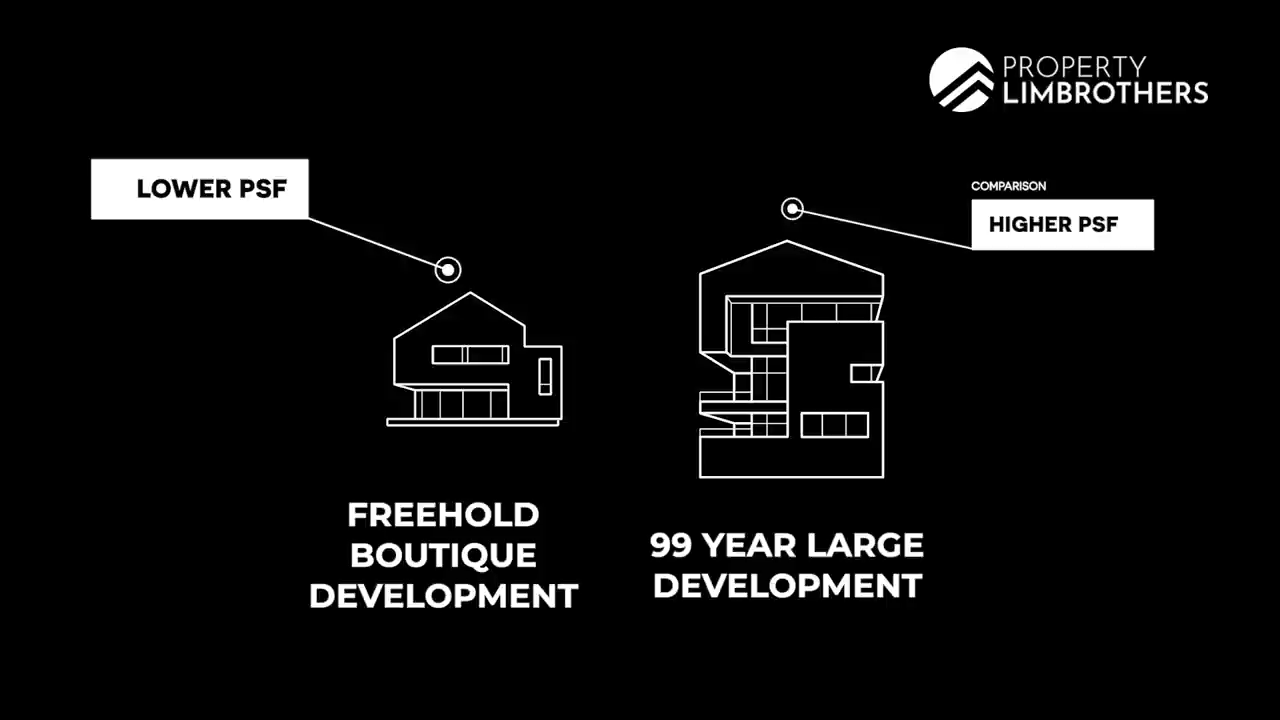 PROPERTY
LIMBROTHERS
LOWER PSF
COMPARISON
HIGHER PSF
FREEHOLD
BOUTIQUE
DEVELOPMENT
99 YEAR LARGE
DEVELOPMENT